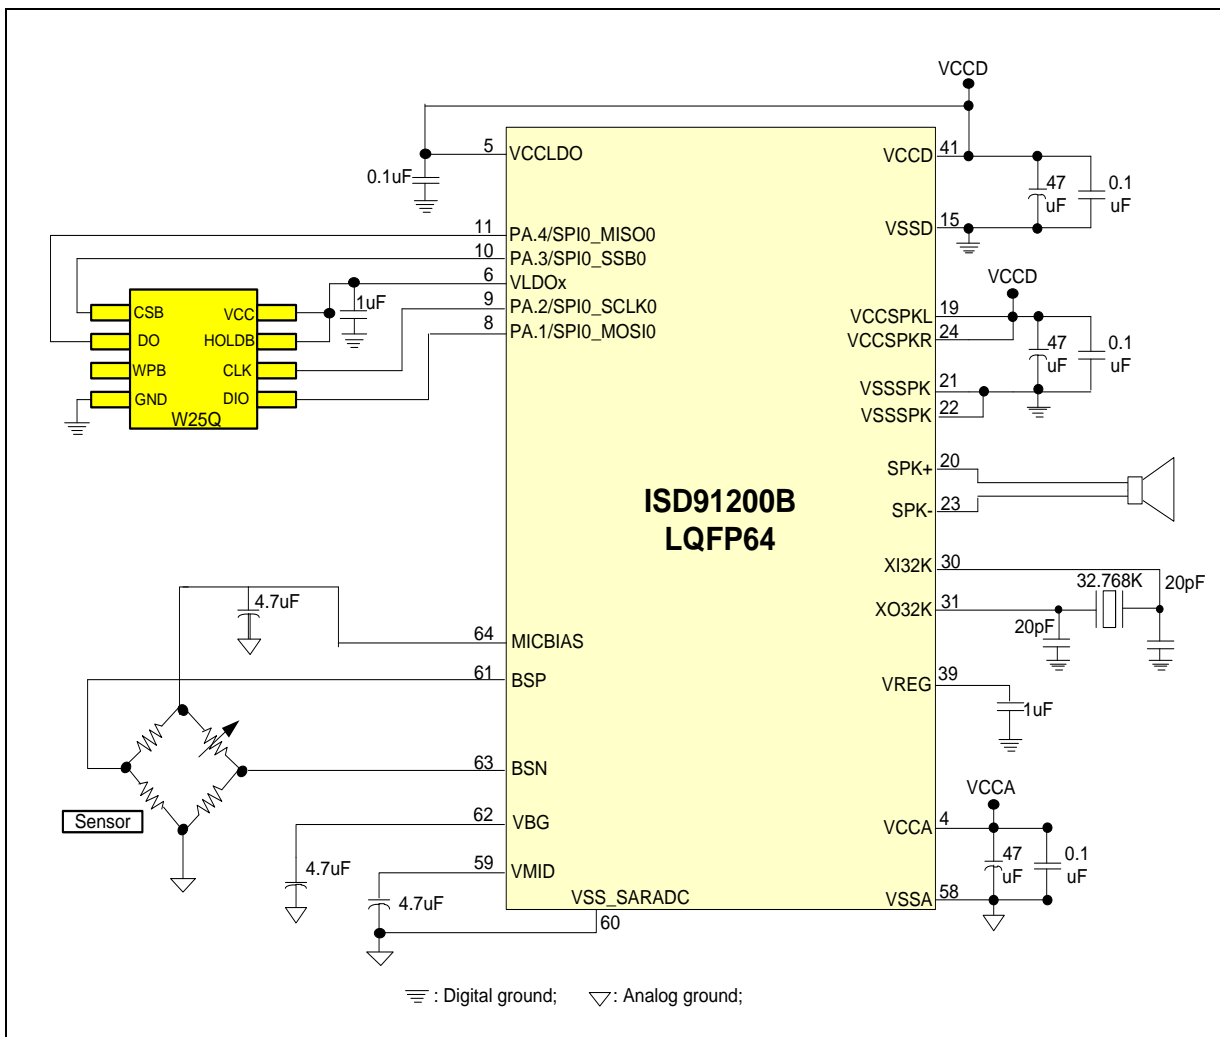 VCCD
5 VCCLDO
VCCD 41
0.1uF
47
uF
0.1
uF
11 PA.4/SPI0_MISO0
VSSD 15
10 PA.3/SPI0_SSB0
6 VLDOx
VCCD
1uF
9 PA.2/SPI0_SCLK0
8 PA.1/SPI0_MOSI0
CSB VCC
DO HOLDB
WPB CLK
GND DIO
W25Q
VCCSPKL 19
VCCSPKR 24
47
uF
0.1
uF
VSSSPK 21
VSSSPK 22
SPK+ 20
SPK- 23
ISD91200B
LQFP64
XI32K 30
32.768K
20pF
XO32K 31
20pF
4.7uF
64 MICBIAS
61 BSP
VREG 39
1uF
63 BSN
Sensor
VCCA
62 VBG
VCCA 4
4.7uF
59 VMID
47
uF
0.1
uF
4.7uF
VSS_SARADC
60
VSSA 58
: Digital ground;
: Analog ground;